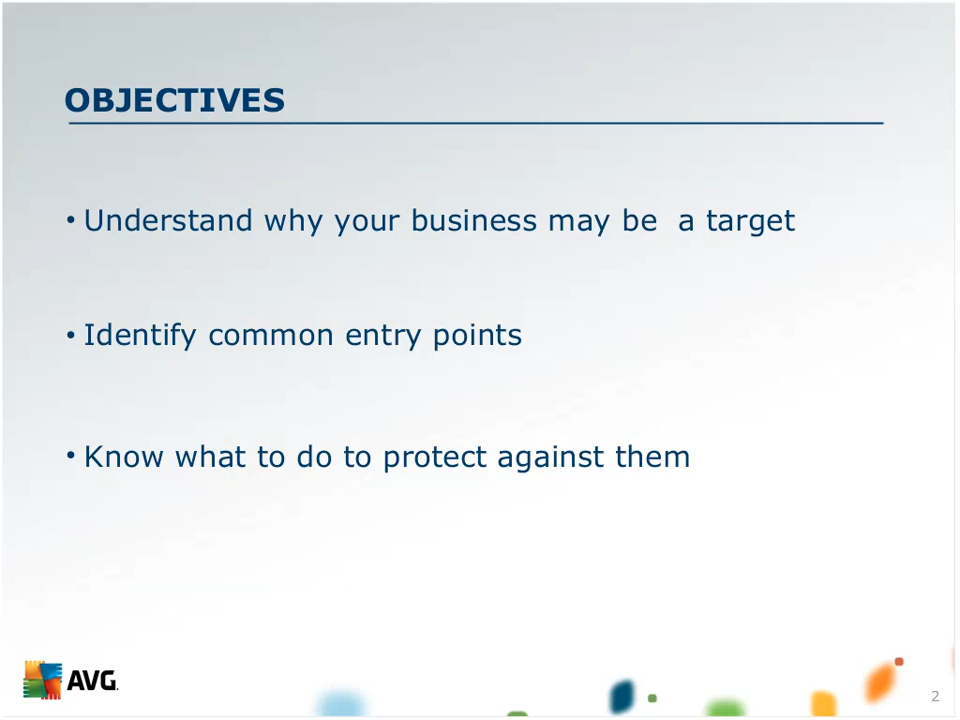 OBJECTIVES
• Understand why your business may be  a target
• Identify common entry points
• Know what to do to protect against them
AVG.
2